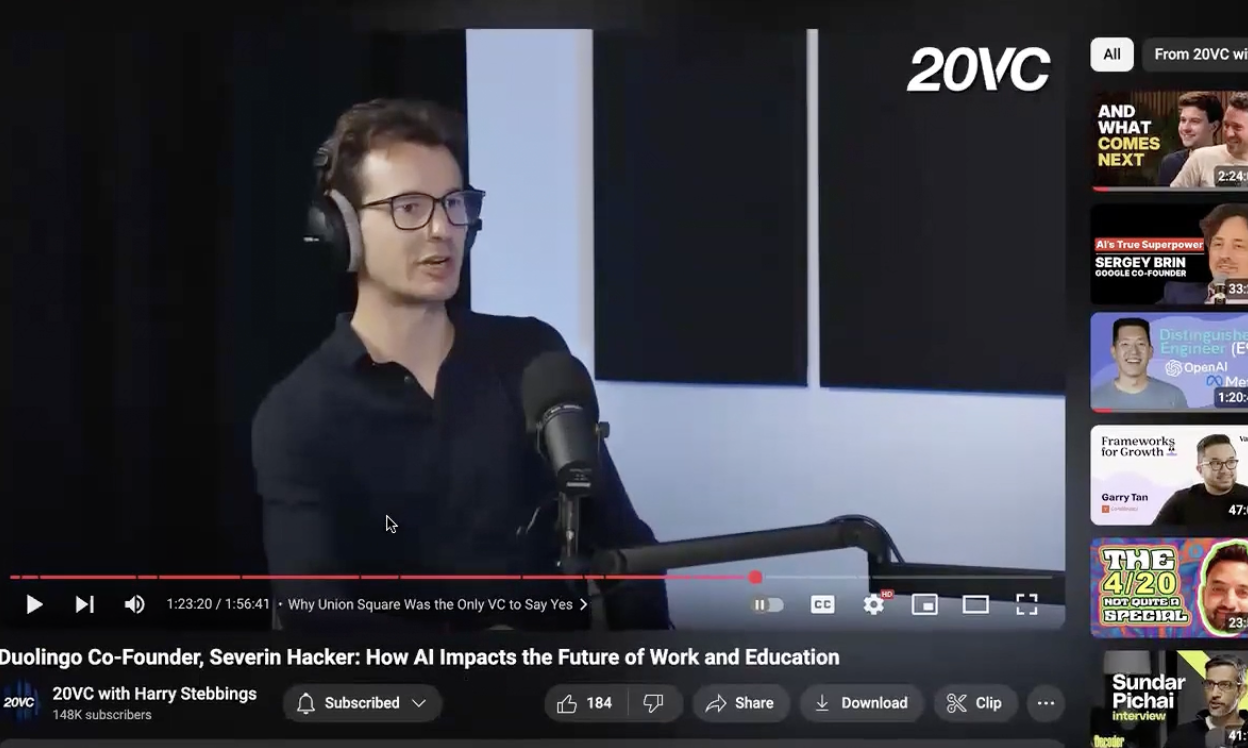 20VC
1:23:20 / 1:56:41 • Why Union Square Was the Only VC to Say Yes
CC
HD
Duolingo Co-Founder, Severin Hacker: How AI Impacts the Future of Work and Education
20VC
20VC with Harry Stebbings
148K subscribers
Subscribed
184
Share
Download
Clip
All
From 20VC wi
AND
WHAT
COMES
NEXT
2:24:
AI's True Superpower
SERGEY BRIN
GOOGLE CO-FOUNDER
33:
Distinguishe
Engineer (E
OpenAI
Me
1:20:
Frameworks
for Growth
Garry Tan
47:
THE
4/20
NOT QUITE A
SPECIAL
23:
Sundar
Pichai
interview
Decoder
41: